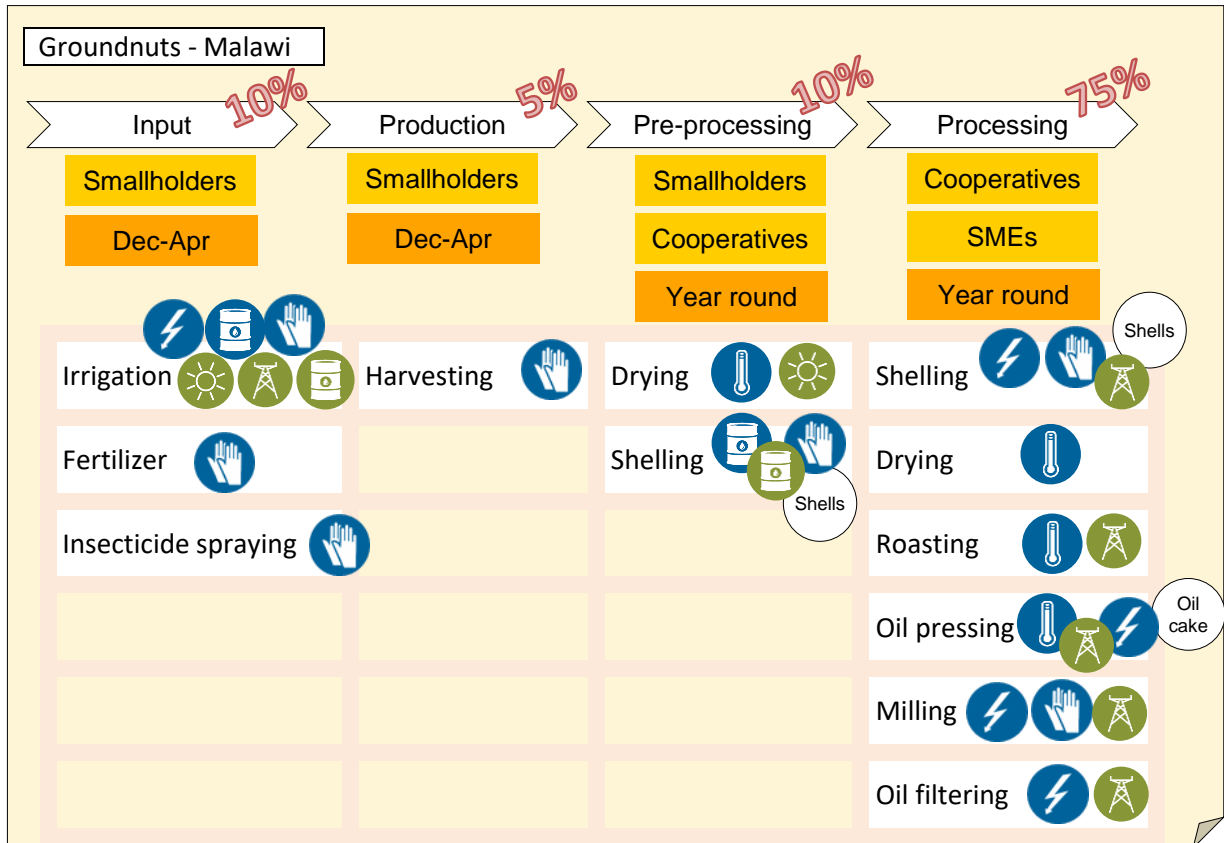 Groundnuts - Malawi
10%
5%
10%
75%
Input
Production
Pre-processing
Processing
Smallholders
Smallholders
Smallholders
Cooperatives
Dec-Apr
Dec-Apr
Cooperatives
SMEs
Year round
Year round
Shells
Irrigation
Harvesting
Drying
Shelling
Fertilizer
Shelling
Drying
Shells
Insecticide spraying
Roasting
Oil pressing
Oil
cake
Milling
Oil filtering